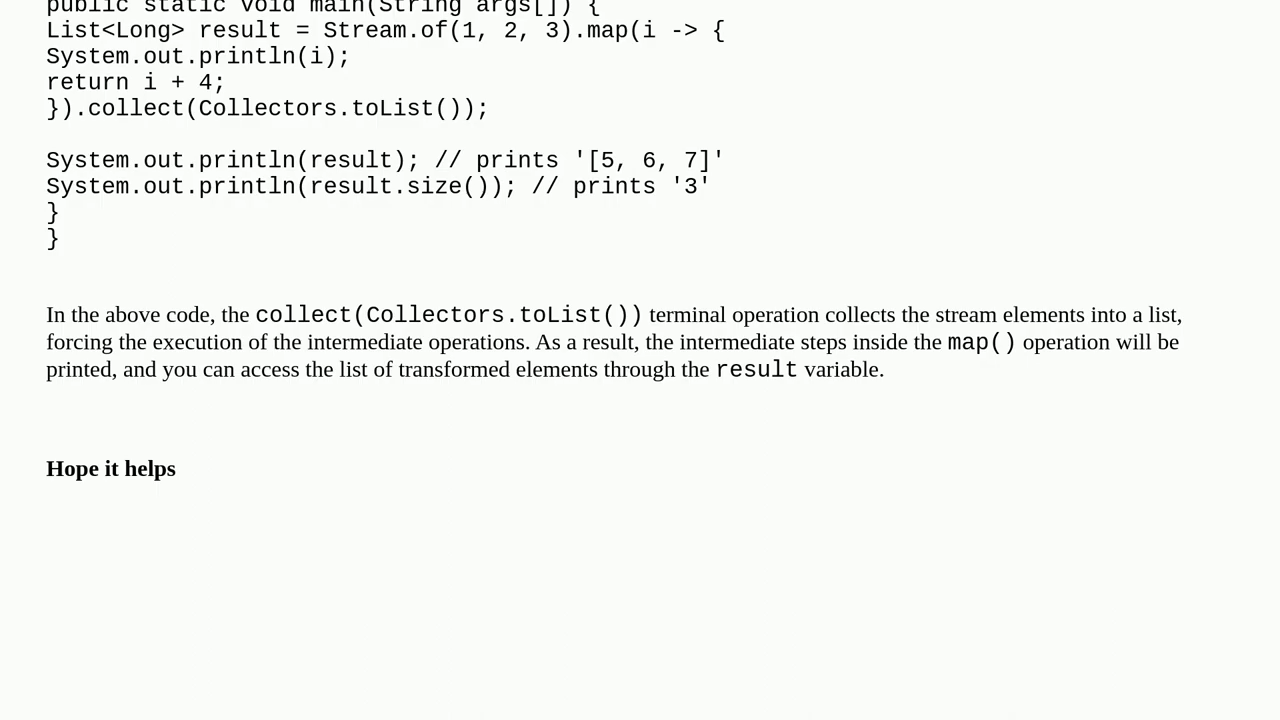 public static void main(String args[]) {
List<Long> result = Stream.of(1, 2, 3).map(i -> {
System.out.println(i);
return i + 4;
}).collect(Collectors.toList());
System.out.println(result); // prints '[5, 6, 7]'
System.out.println(result.size()); // prints '3'
}
}
In the above code, the collect(Collectors.toList()) terminal operation collects the stream elements into a list,
forcing the execution of the intermediate operations. As a result, the intermediate steps inside the map() operation will be
printed, and you can access the list of transformed elements through the result variable.
Hope it helps